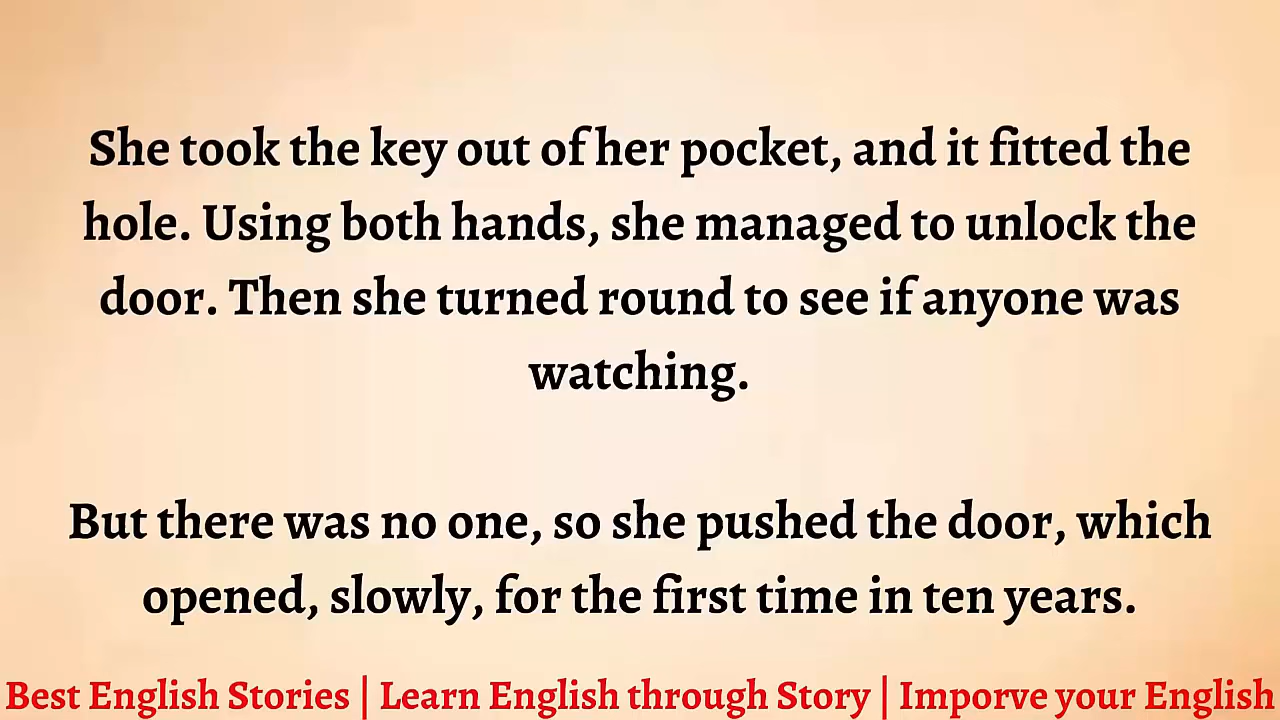 She took the key out of her pocket, and it fitted the
hole. Using both hands, she managed to unlock the
door. Then she turned round to see if anyone was
watching.
But there was no one, so she pushed the door, which
opened, slowly, for the first time in ten years.
Best English Stories | Learn English through Story | Imporve your English